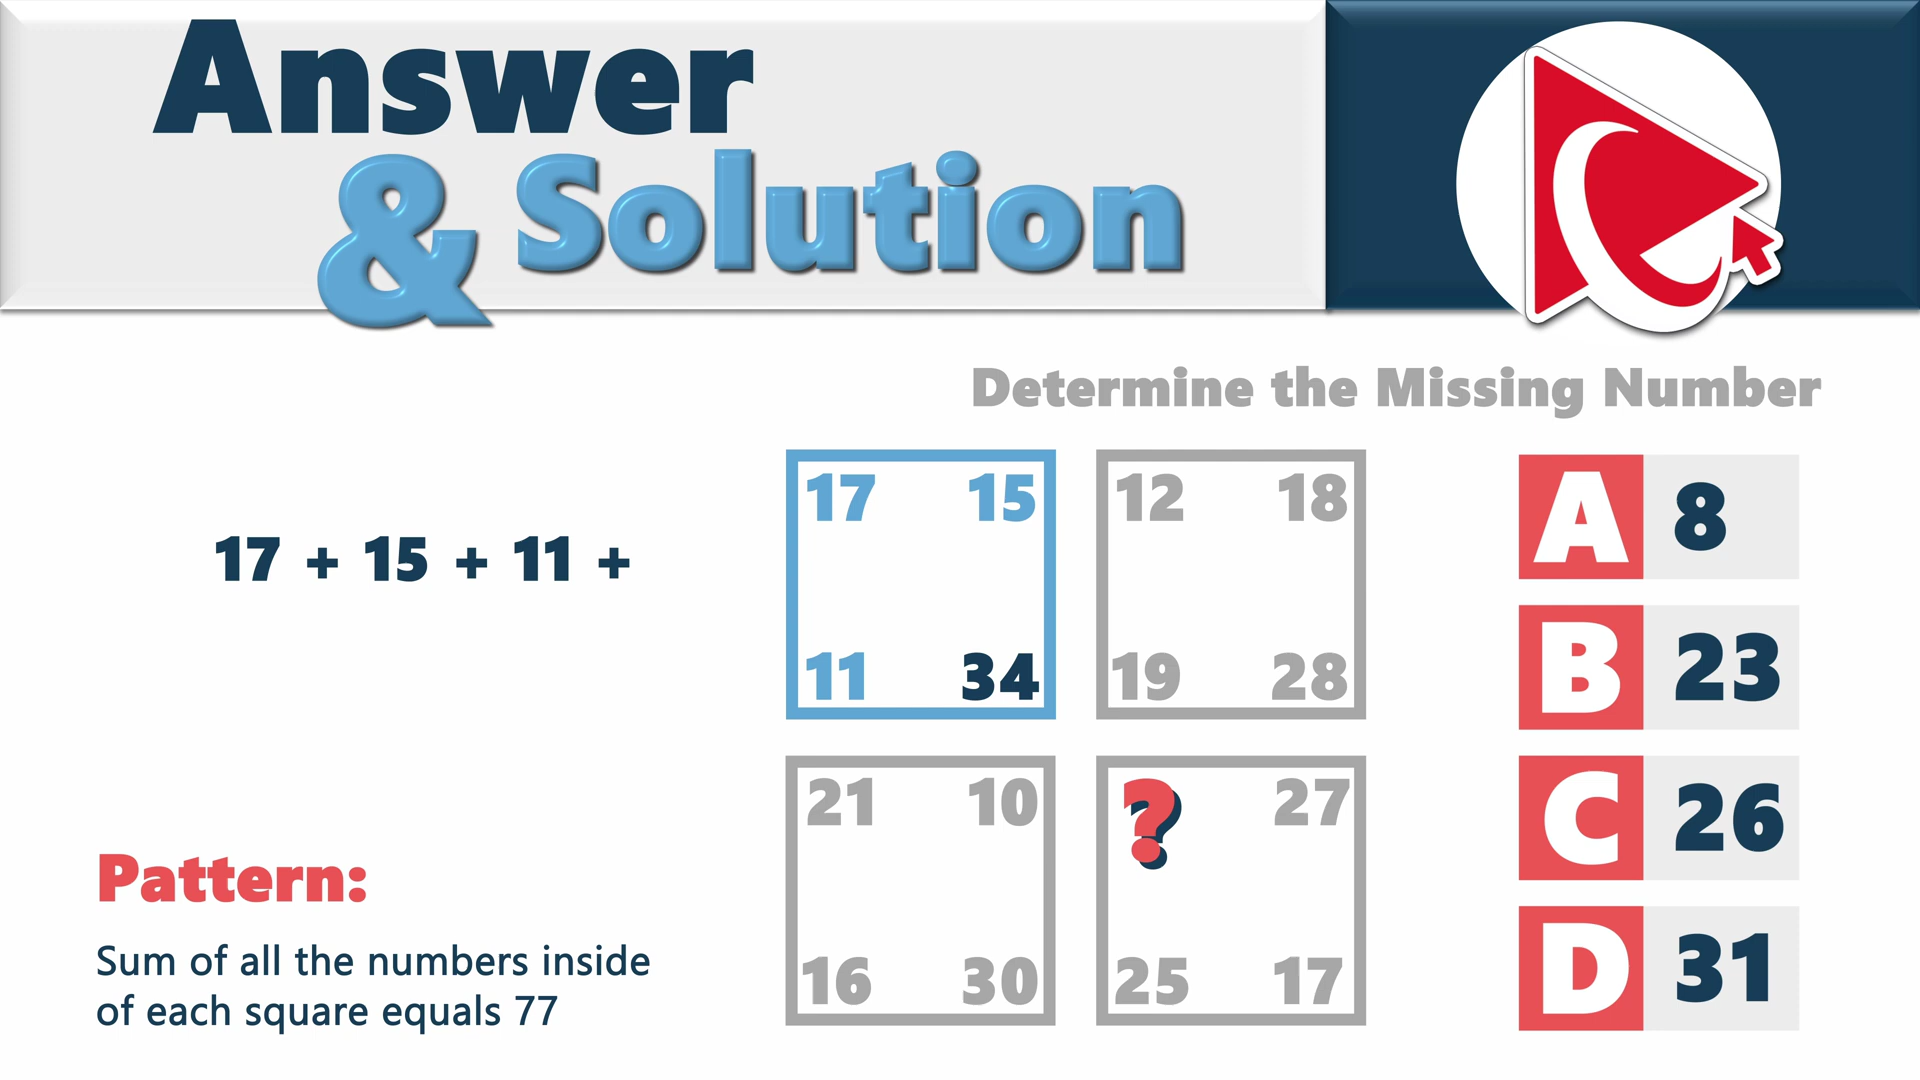 Answer
& Solution
Determine the Missing Number
17 + 15 + 11 +
17 15
11 34
12 18
19 28
21 10
16 30
? 27
25 17
A 8
B 23
C 26
D 31
Pattern:
Sum of all the numbers inside
of each square equals 77